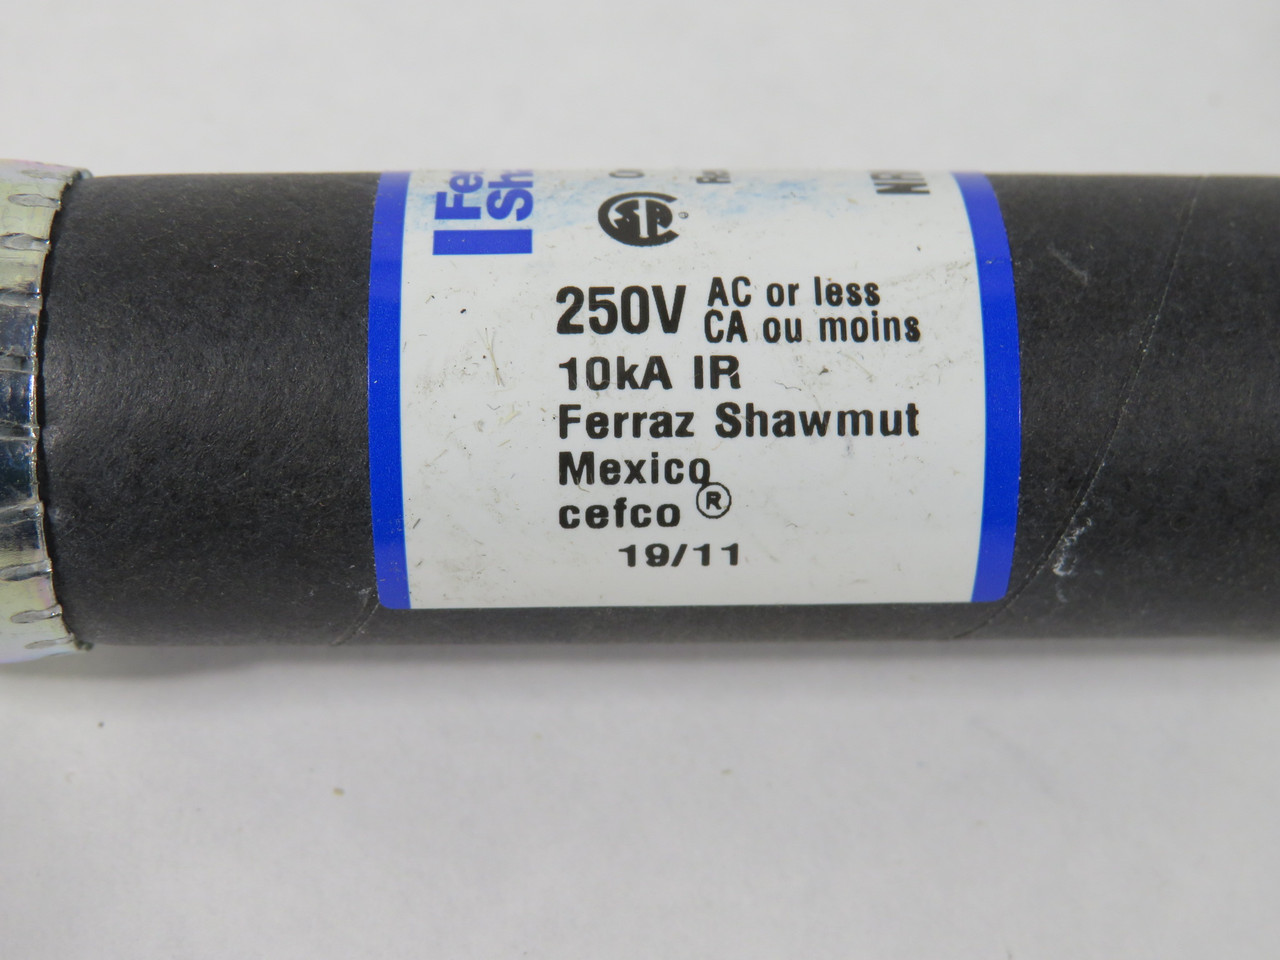 250V AC or less
CA ou moins
10kA IR
Ferraz Shawmut
Mexico
cefco ®
19/11